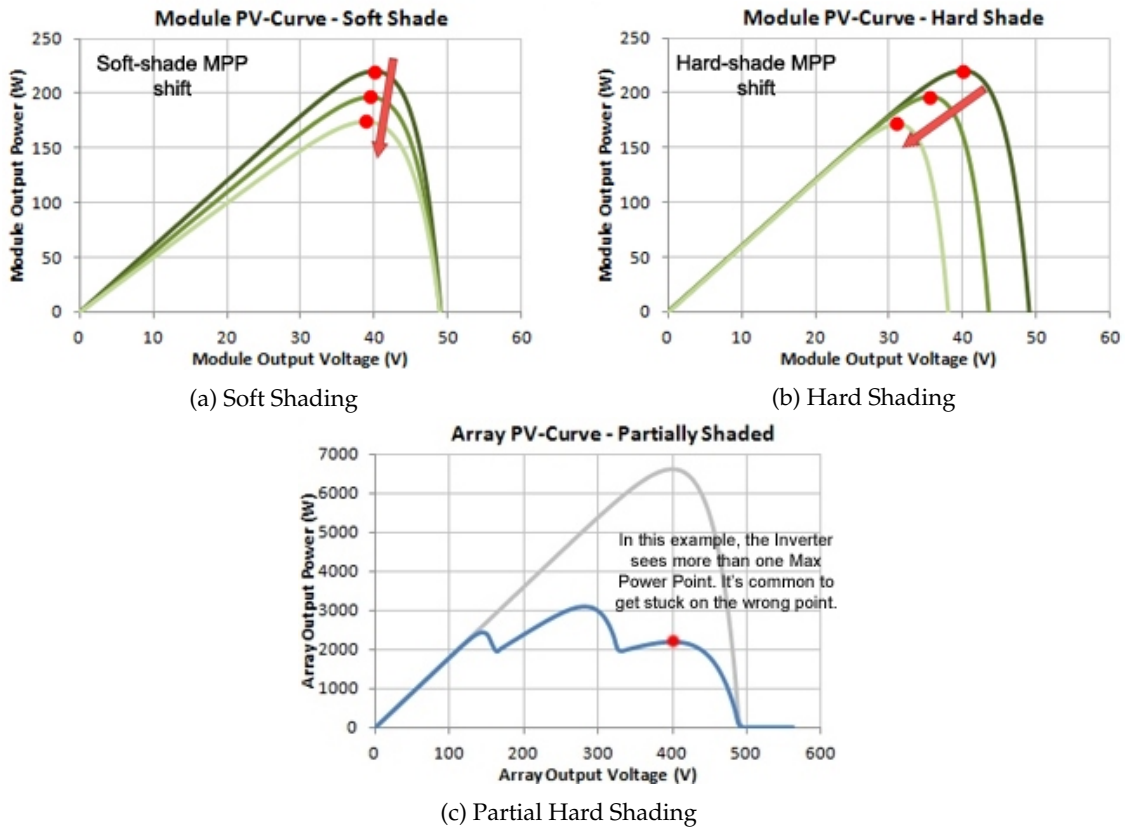 Module PV-Curve - Soft Shade
Module Output Power (W)
250
200
150
100
50
0
Soft-shade MPP
shift
0 10 20 30 40 50 60
Module Output Voltage (V)
(a) Soft Shading
Module PV-Curve - Hard Shade
Module Output Power (W)
250
200
150
100
50
0
Hard-shade MPP
shift
0 10 20 30 40 50 60
Module Output Voltage (V)
(b) Hard Shading
Array PV-Curve - Partially Shaded
Array Output Power (W)
7000
6000
5000
4000
3000
2000
1000
0
In this example, the Inverter
sees more than one Max
Power Point. It's common to
get stuck on the wrong point.
0 100 200 300 400 500 600
Array Output Voltage (V)
(c) Partial Hard Shading